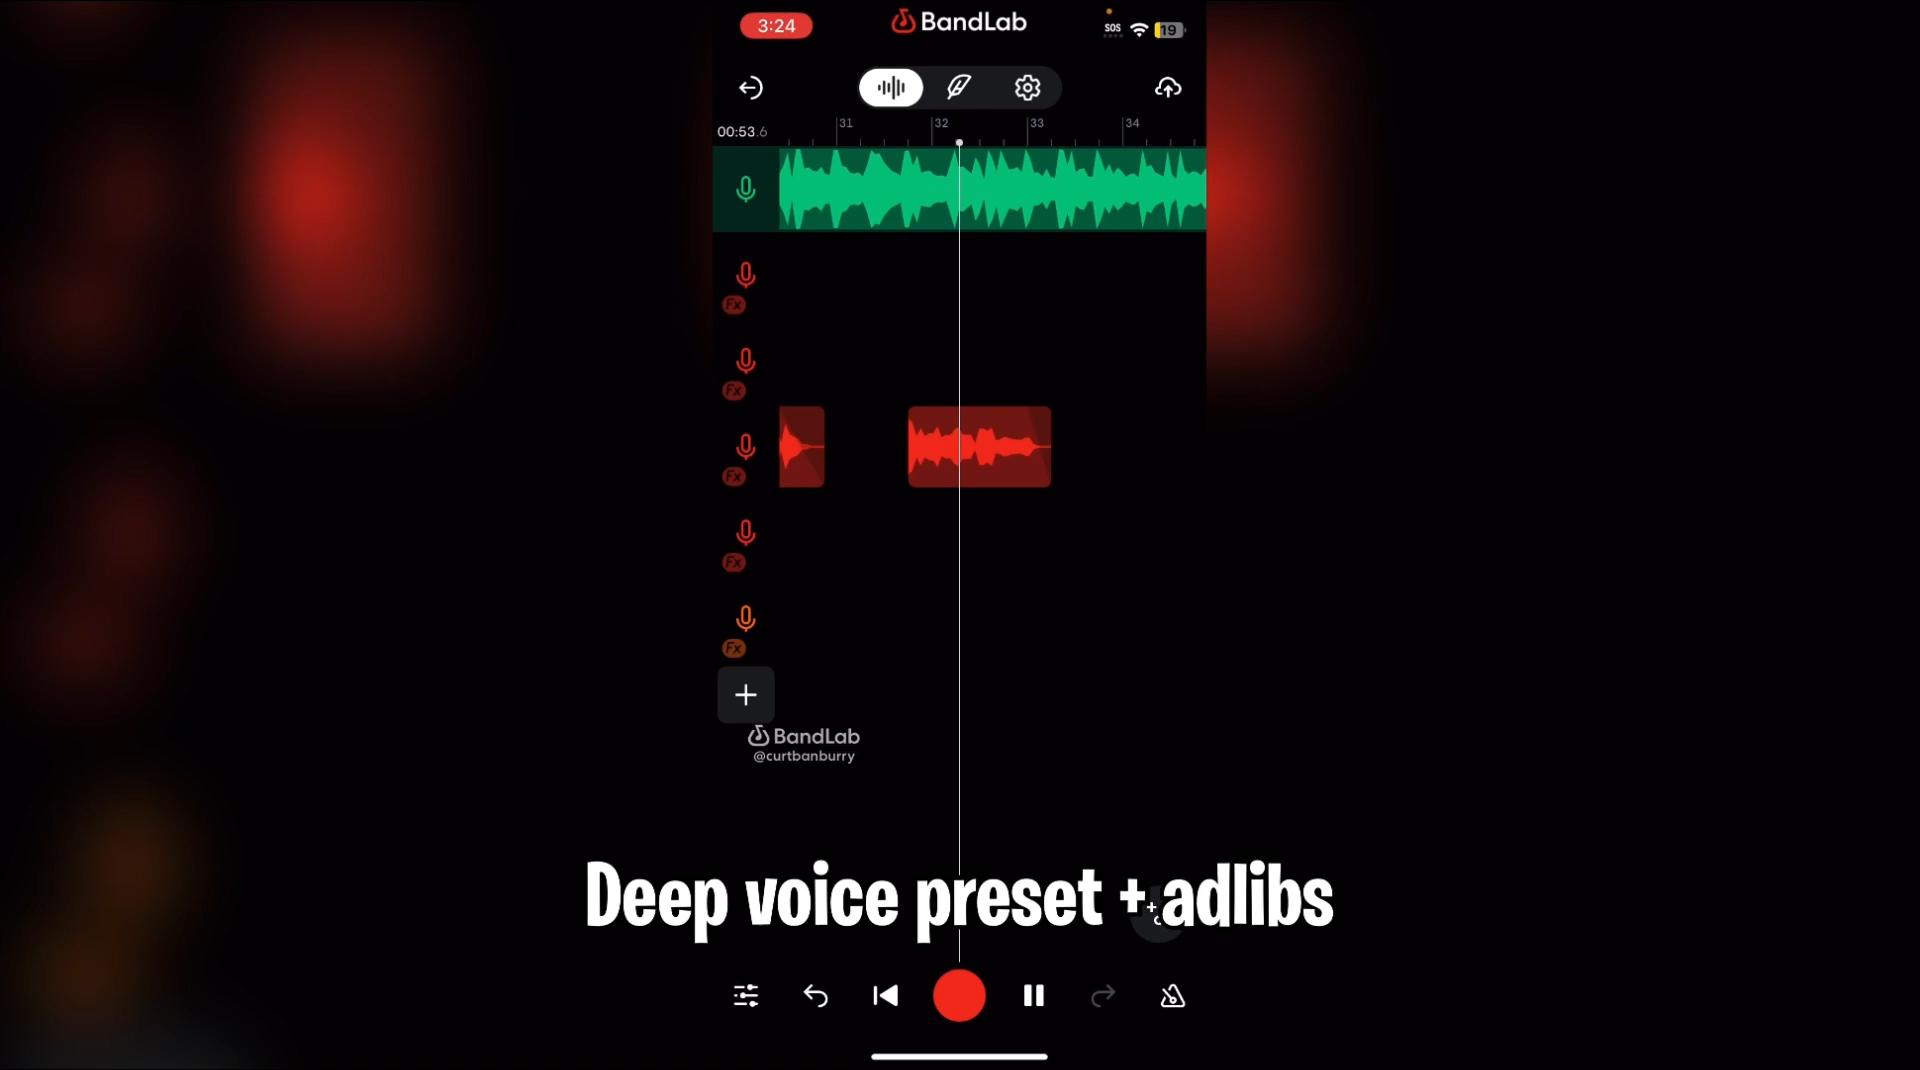 3:24
BandLab
SOS
19
00:53.6
31
32
33
34
Fx
Fx
Fx
Fx
Fx
BandLab
@curtbanburry
Deep voice preset + adlibs